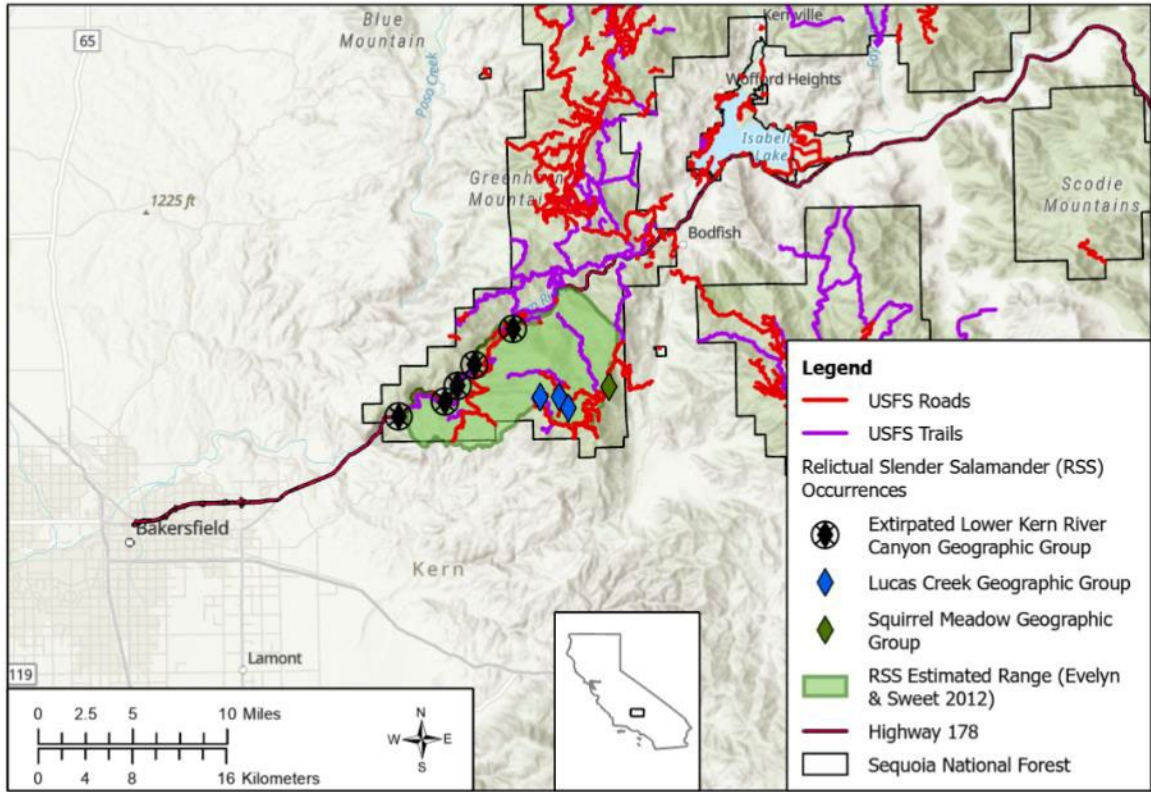 65
Blue
Mountain
Poso Creek
1225 ft
Greenhorn
Mountain
Kernville
Wofford Heights
Isabella
Lake
Bodfish
Scodie
Mountains
Bakersfield
Kern
Lamont
119
0 2.5 5 10 Miles
0 4 8 16 Kilometers
N
W E
S
Legend
USFS Roads
USFS Trails
Relictual Slender Salamander (RSS)
Occurrences
Extirpated Lower Kern River
Canyon Geographic Group
Lucas Creek Geographic Group
Squirrel Meadow Geographic
Group
RSS Estimated Range (Evelyn
& Sweet 2012)
Highway 178
Sequoia National Forest